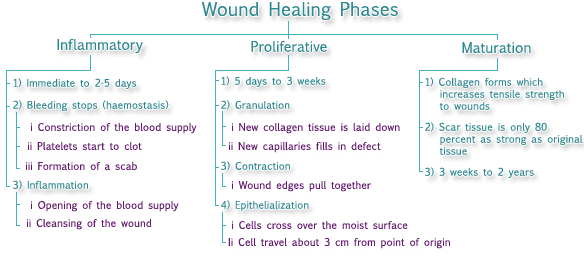 Wound Healing Phases
Inflammatory
1) Immediate to 2-5 days
2) Bleeding stops (haemostasis)
i Constriction of the blood supply
ii Platelets start to clot
iii Formation of a scab
3) Inflammation
i Opening of the blood supply
ii Cleansing of the wound
Proliferative
1) 5 days to 3 weeks
2) Granulation
i New collagen tissue is laid down
ii New capillaries fills in defect
3) Contraction
i Wound edges pull together
4) Epithelialization
i Cells cross over the moist surface
Ii Cell travel about 3 cm from point of origin
Maturation
1) Collagen forms which
increases tensile strength
to wounds
2) Scar tissue is only 80
percent as strong as original
tissue
3) 3 weeks to 2 years